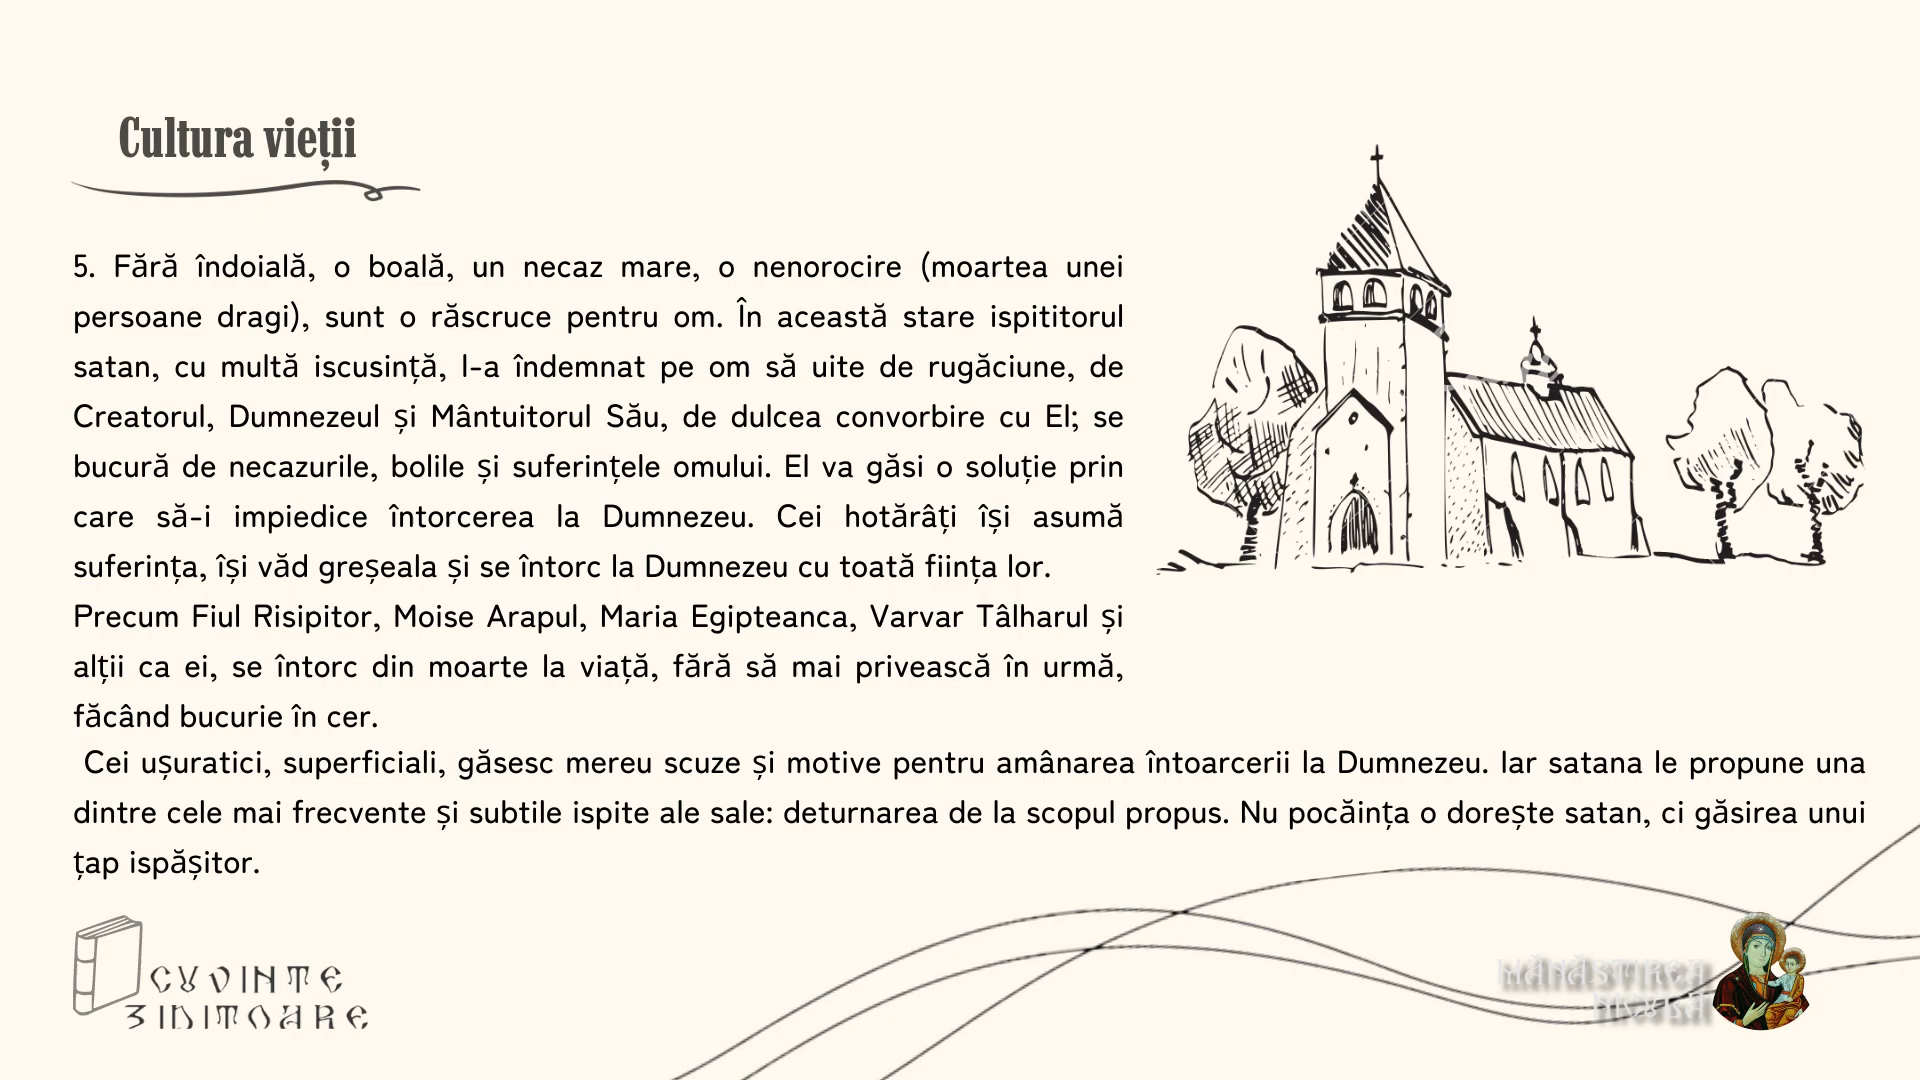 Cultura vieții
5. Fără îndoială, o boală, un necaz mare, o nenorocire (moartea unei
persoane dragi), sunt o răscruce pentru om. În această stare ispititorul
satan, cu multă iscusință, l-a îndemnat pe om să uite de rugăciune, de
Creatorul, Dumnezeul și Mântuitorul Său, de dulcea convorbire cu El; se
bucură de necazurile, bolile și suferințele omului. El va găsi o soluție prin
care să-i impiedice întorcerea la Dumnezeu. Cei hotărâți își asumă
suferința, își văd greșeala și se întorc la Dumnezeu cu toată ființa lor.
Precum Fiul Risipitor, Moise Arapul, Maria Egipteanca, Varvar Tâlharul și
alții ca ei, se întorc din moarte la viață, fără să mai privească în urmă,
făcând bucurie în cer.
Cei ușuratici, superficiali, găsesc mereu scuze și motive pentru amânarea întoarcerii la Dumnezeu. Iar satana le propune una
dintre cele mai frecvente și subtile ispite ale sale: deturnarea de la scopul propus. Nu pocăința o dorește satan, ci găsirea unui
țap ispășitor.
CUVINTE
ZIDITOARE
MĂNĂSTIREA